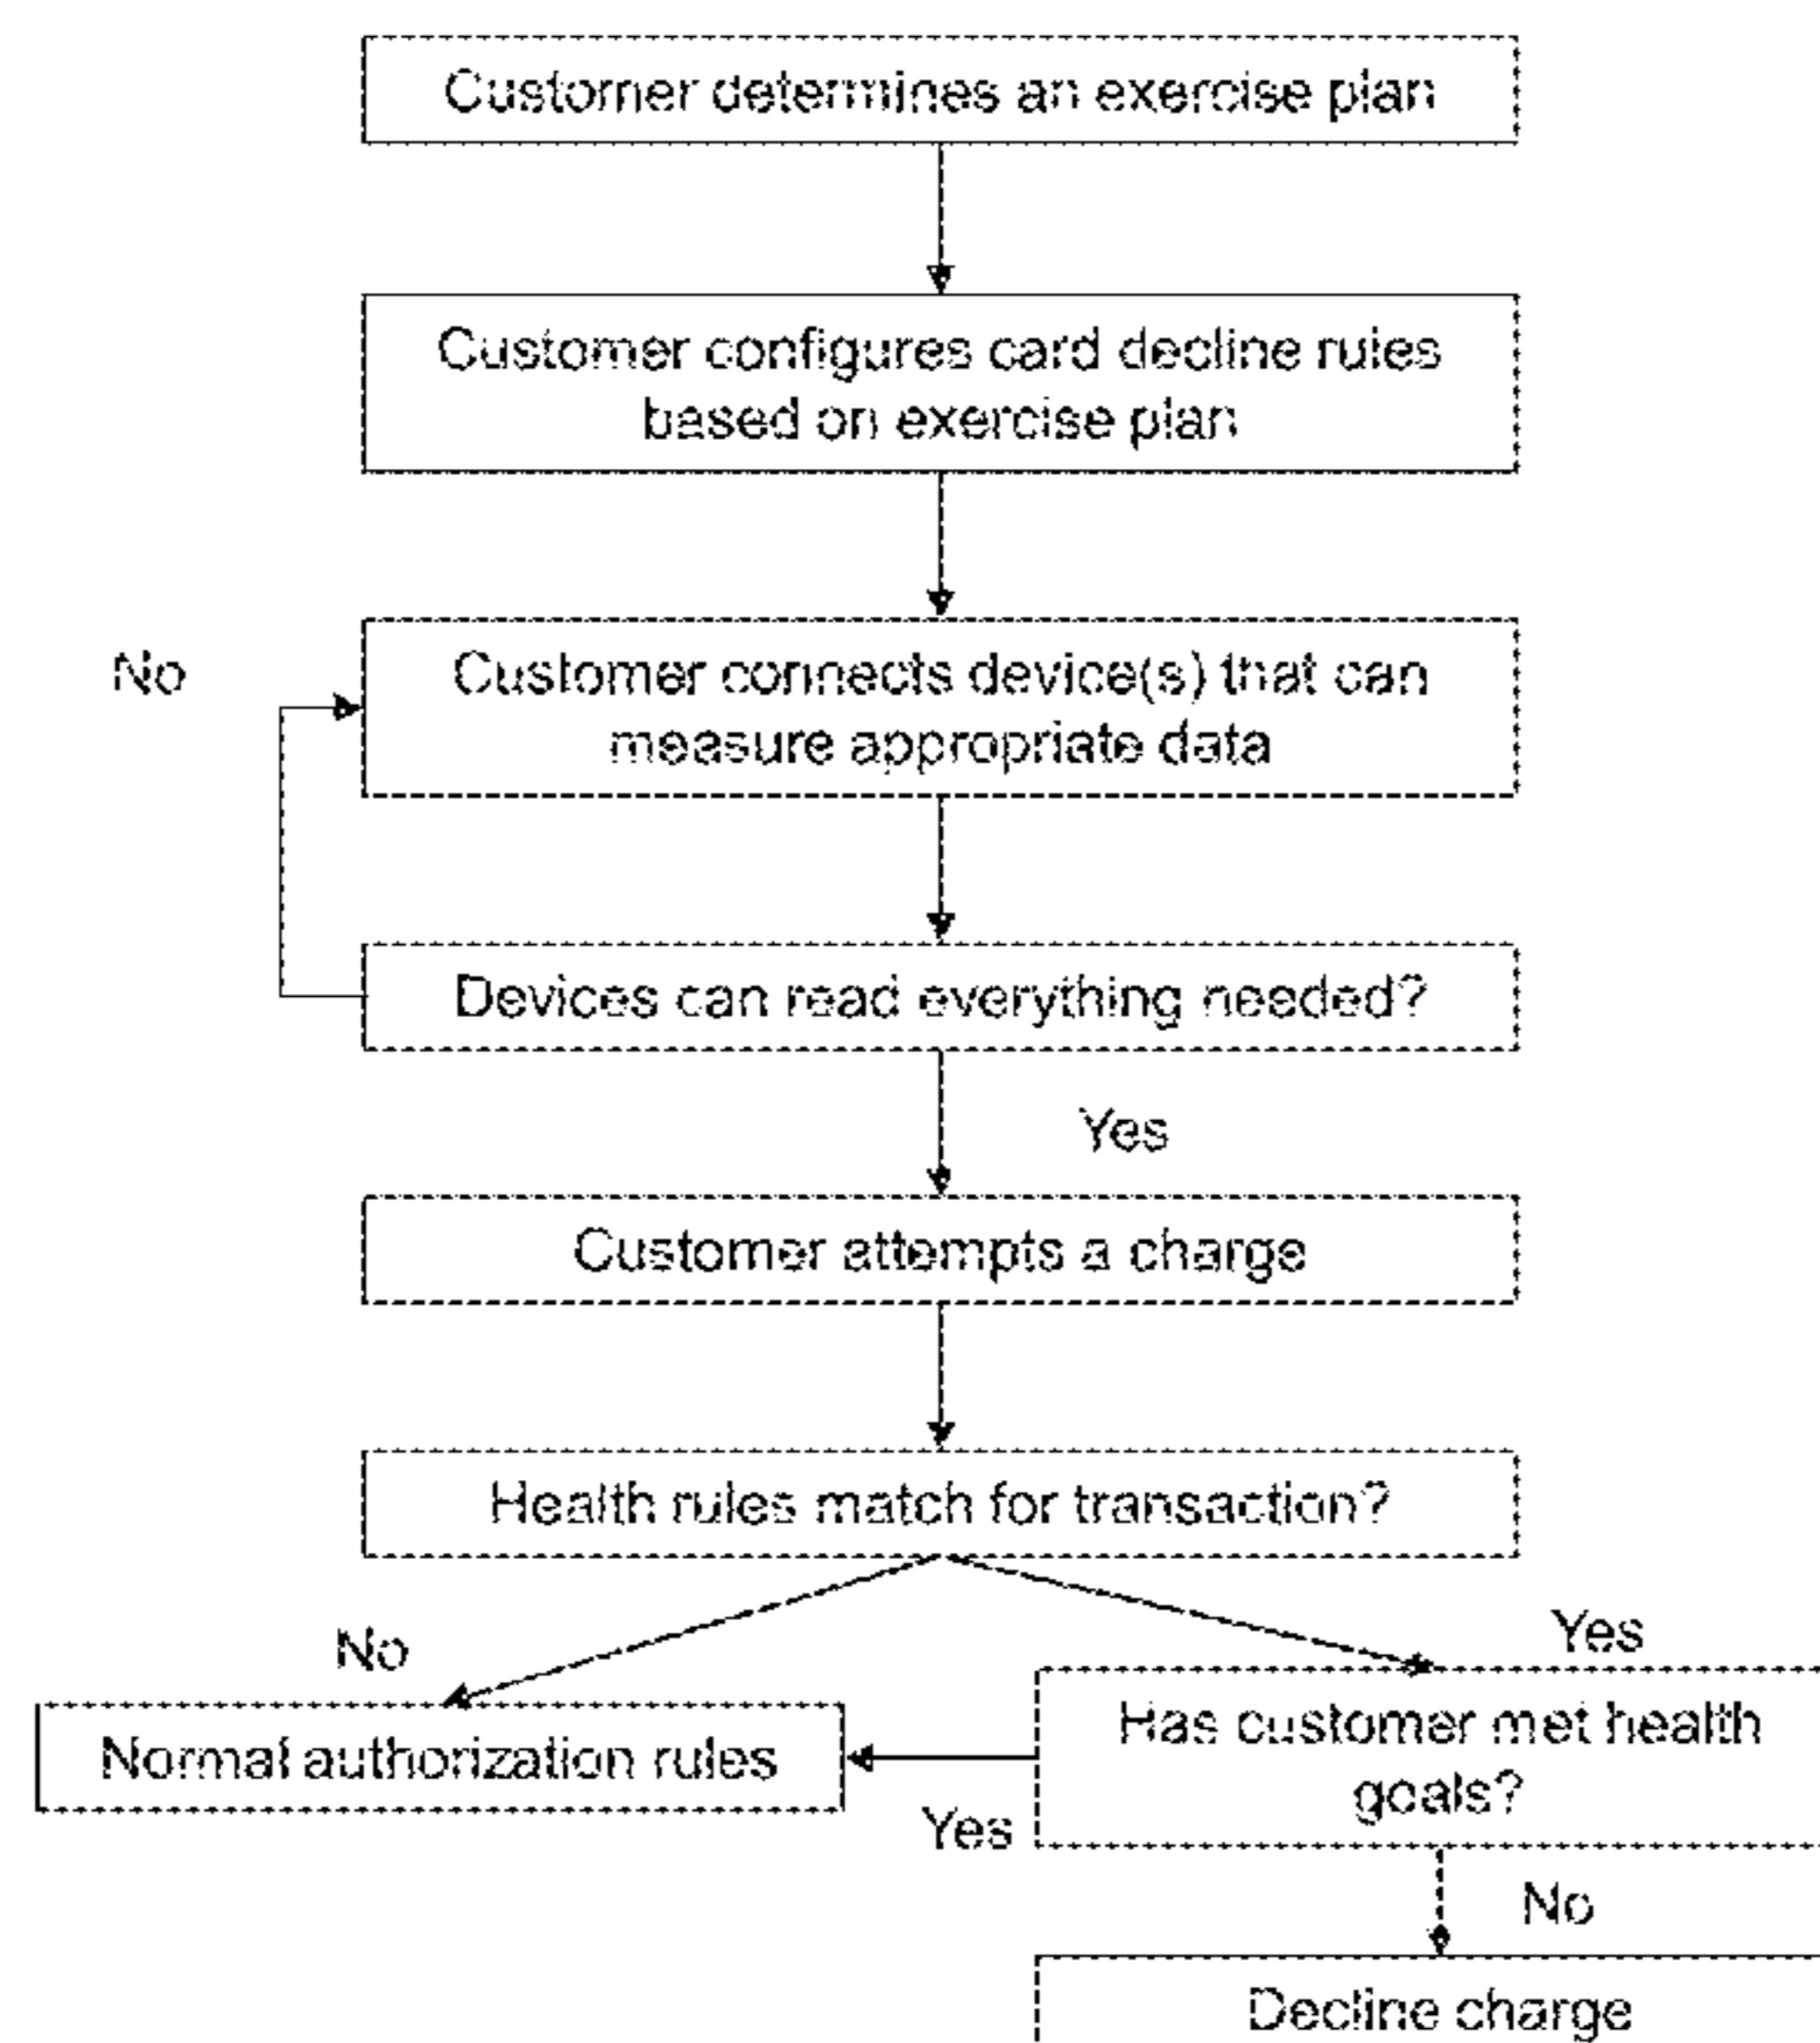 Customer determines an exercise plan
Customer configures card decline rules
based on exercise plan
No
Customer connects device(s) that can
measure appropriate data
Devices can read everything needed?
Yes
Customer attempts a charge
Health rules match for transaction?
No
Yes
Normal authorization rules
Has customer met health
goals?
Yes
No
Decline charge